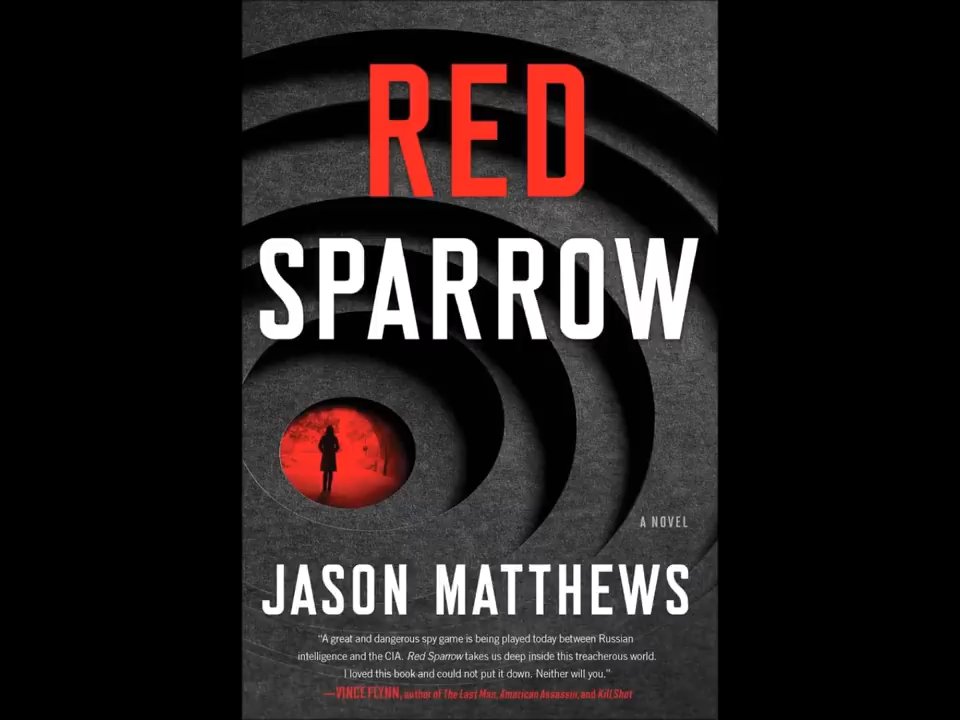 RED
SPARROW
A NOVEL
JASON MATTHEWS
“A great and dangerous spy game is being played today between Russian
intelligence and the CIA. Red Sparrow takes us deep inside this treacherous world.
I loved this book and could not put it down. Neither will you.”
—VINCE FLYNN, author of The Last Man, American Assassin, and Kill Shot